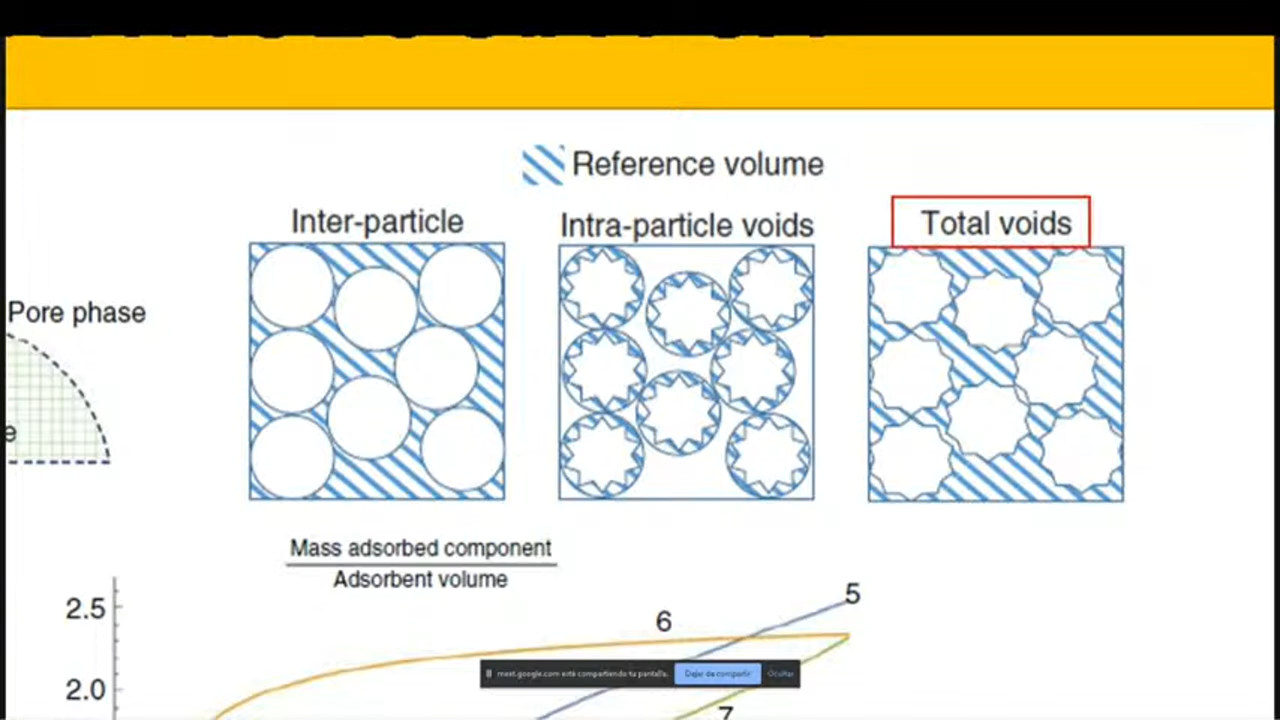 Reference volume
Inter-particle
Intra-particle voids
Total voids
Pore phase
e
Mass adsorbed component
Adsorbent volume
2.5
5
6
meet.google.com está compartiendo tu pantalla.
Dejar de compartir
Ocultar
2.0
7